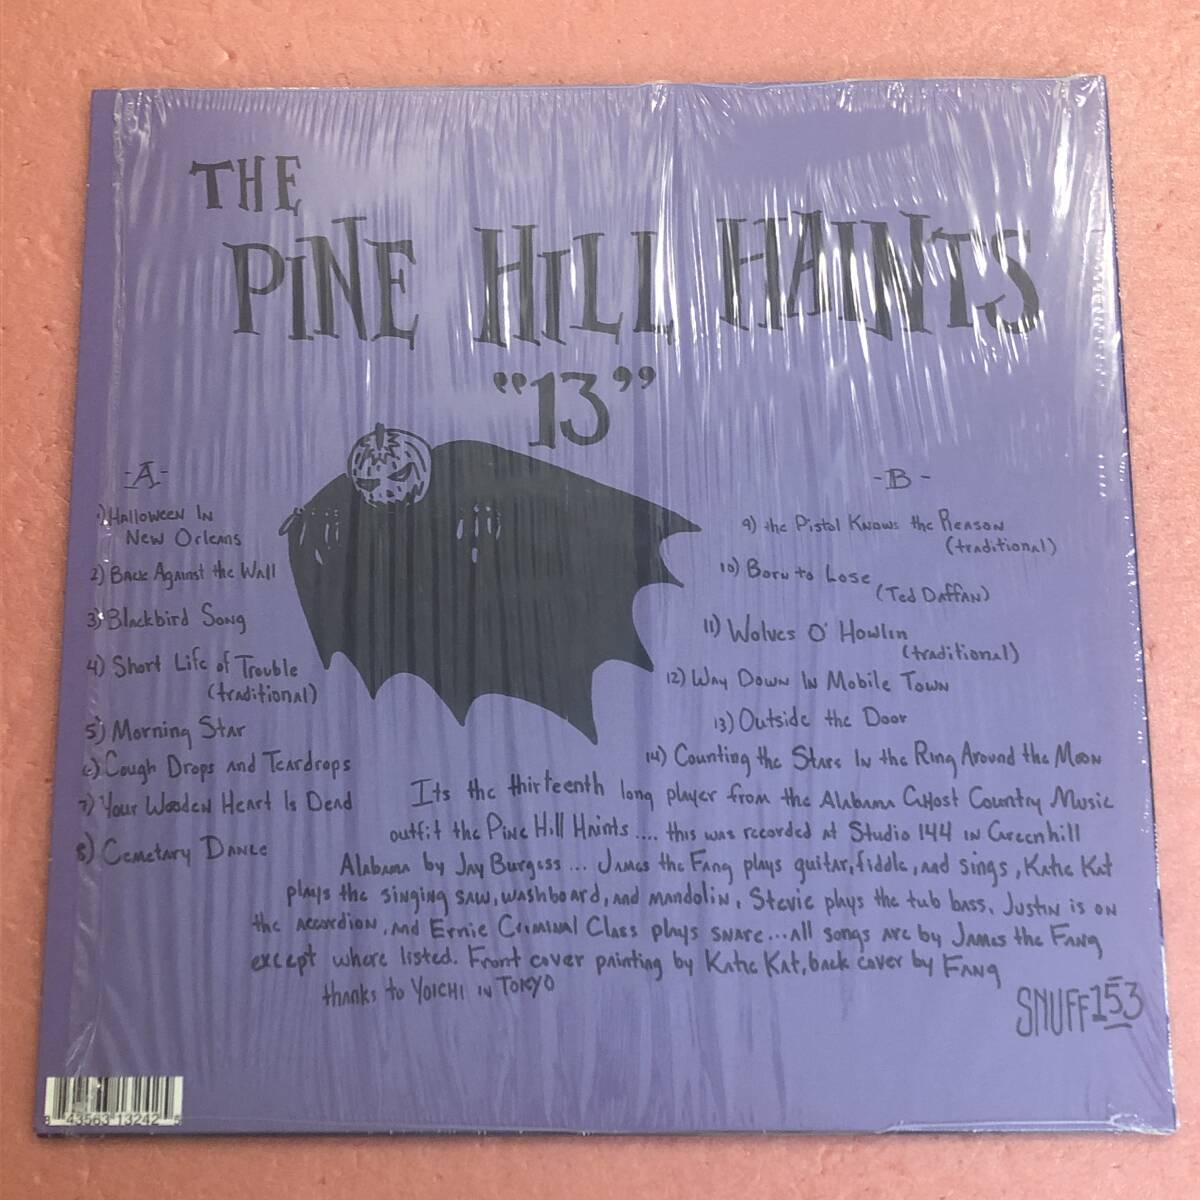 THE
PINE HILL HAINTS
“13”
-A-
1) Halloween In
New Orleans
2) Back Against the Wall
3) Blackbird Song
4) Short Life of Trouble
(traditional)
5) Morning Star
6) Cough Drops and Teardrops
7) Your Wooden Heart Is Dead
8) Cemetary Dance
-B-
9) the Pistol Knows the Reason
(traditional)
10) Born to Lose
(Ted Daffan)
11) Wolves O' Howlin
(traditional)
12) Way Down In Mobile Town
13) Outside the Door
14) Counting the Stars In the Ring Around the Moon
Its the thirteenth long player from the Alabama Ghost Country Music
outfit the Pine Hill Haints .... this was recorded at Studio 144 in Greenhill
Alabama by Jay Burgess ... James the Fang plays guitar, fiddle, and sings, Katie Kat
plays the singing saw, washboard, and mandolin, Stevie plays the tub bass, Justin is on
the accordion, and Ernie Criminal Class plays snare... All songs are by James the Fang
except where listed. Front cover painting by Katie Kat, back cover by Fang
thanks to YOICHI in TOKYO
SNUFF153
8 43563 13242 5